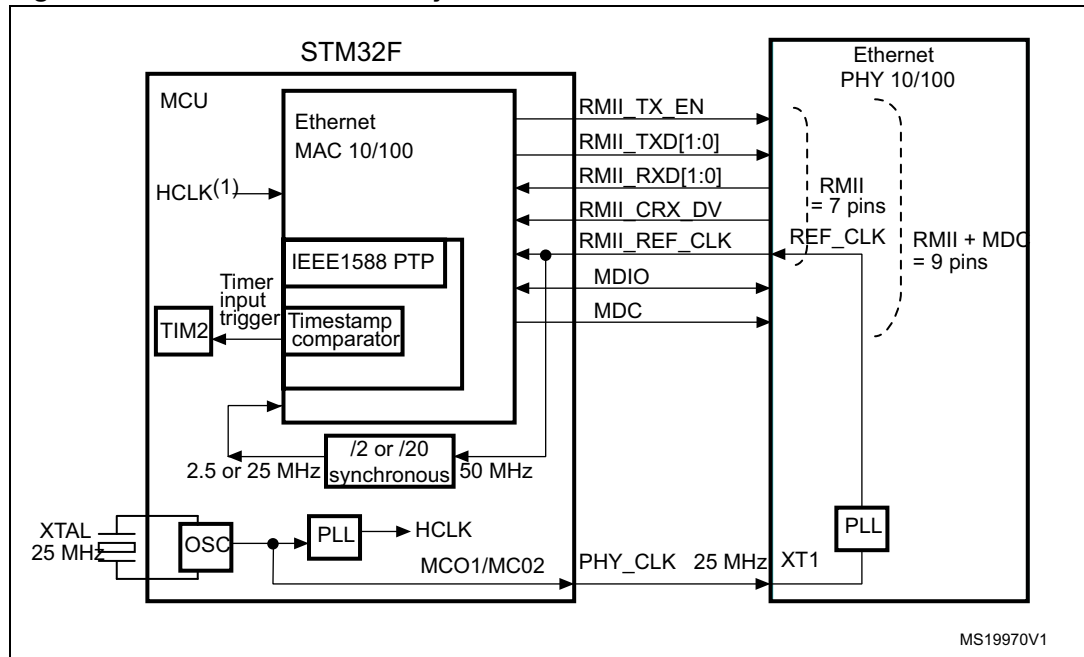 STM32F
MCU
Ethernet
MAC 10/100
HCLK(1)
IEEE1588 PTP
Timer
input
trigger
Timestamp
comparator
TIM2
/2 or /20
synchronous
2.5 or 25 MHz
50 MHz
XTAL
25 MHz
OSC
PLL
HCLK
MCO1/MC02
PHY_CLK 25 MHz
XT1
RMII_TX_EN
RMII_TXD[1:0]
RMII_RXD[1:0]
RMII_CRX_DV
RMII_REF_CLK
MDIO
MDC
Ethernet
PHY 10/100
RMII
= 7 pins
REF_CLK
RMII + MDC
= 9 pins
PLL
MS19970V1